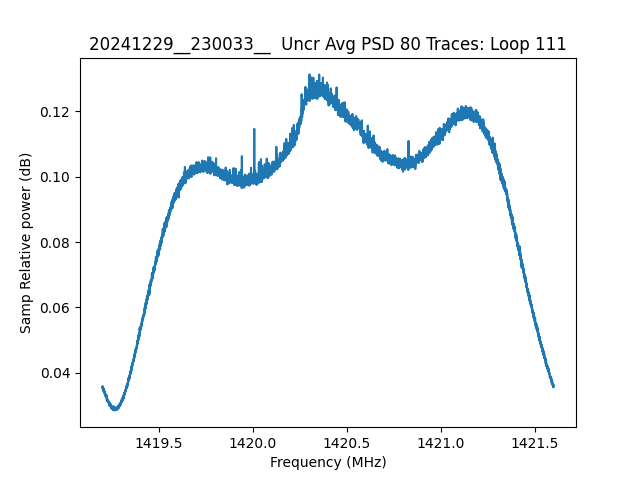 20241229__230033__  Uncr Avg PSD 80 Traces: Loop 111
Samp Relative power (dB)
0.12
0.10
0.08
0.06
0.04
1419.5 1420.0 1420.5 1421.0 1421.5
Frequency (MHz)